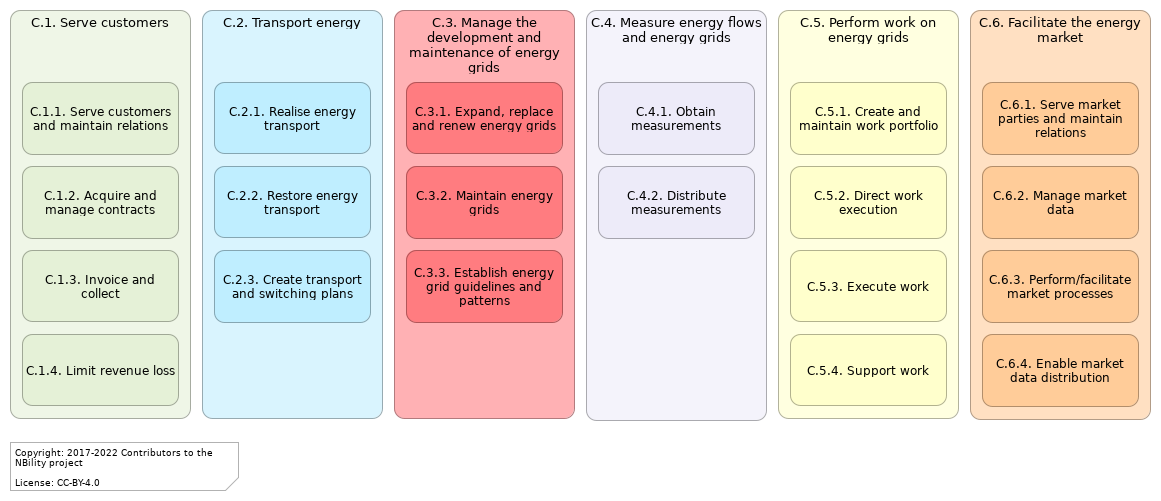 C.1. Serve customers
C.1.1. Serve customers
and maintain relations
C.1.2. Acquire and
manage contracts
C.1.3. Invoice and
collect
C.1.4. Limit revenue loss
C.2. Transport energy
C.2.1. Realise energy
transport
C.2.2. Restore energy
transport
C.2.3. Create transport
and switching plans
C.3. Manage the
development and
maintenance of energy
grids
C.3.1. Expand, replace
and renew energy grids
C.3.2. Maintain energy
grids
C.3.3. Establish energy
grid guidelines and
patterns
C.4. Measure energy flows
and energy grids
C.4.1. Obtain
measurements
C.4.2. Distribute
measurements
C.5. Perform work on
energy grids
C.5.1. Create and
maintain work portfolio
C.5.2. Direct work
execution
C.5.3. Execute work
C.5.4. Support work
C.6. Facilitate the energy
market
C.6.1. Serve market
parties and maintain
relations
C.6.2. Manage market
data
C.6.3. Perform/facilitate
market processes
C.6.4. Enable market
data distribution
Copyright: 2017-2022 Contributors to the
NBility project
License: CC-BY-4.0